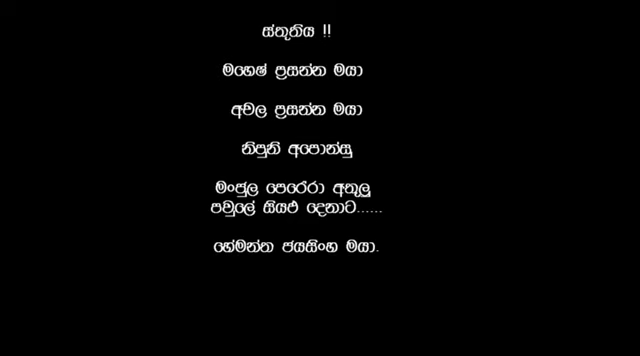 ස්තුතිය !!
මහෙෂ් ප්‍රසන්න මයා
අචල ප්‍රසන්න මයා
නිපුනි අපොන්සු
මංජුල පෙරේරා ඇතුලු
පවුලේ සියළු දෙනාට......
හේමන්ත ජයසිංහ මයා.